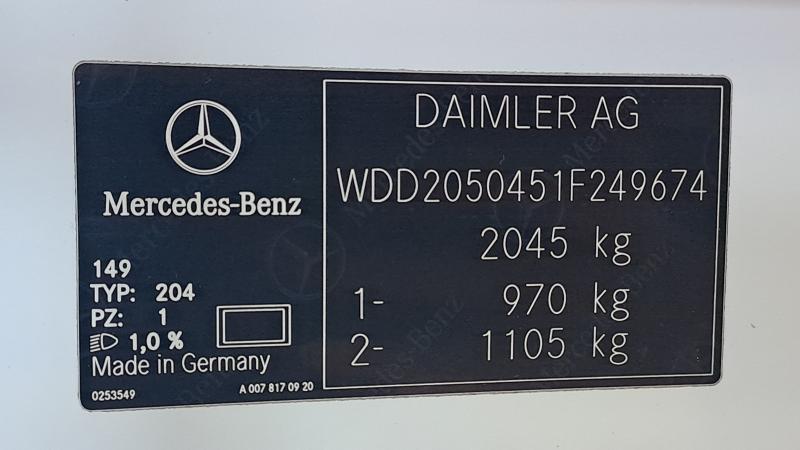 Mercedes-Benz
149
TYP: 204
PZ: 1
1,0 %
Made in Germany
0253549
A 007 817 09 20
DAIMLER AG
WDD2050451F249674
2045 kg
1- 970 kg
2- 1105 kg